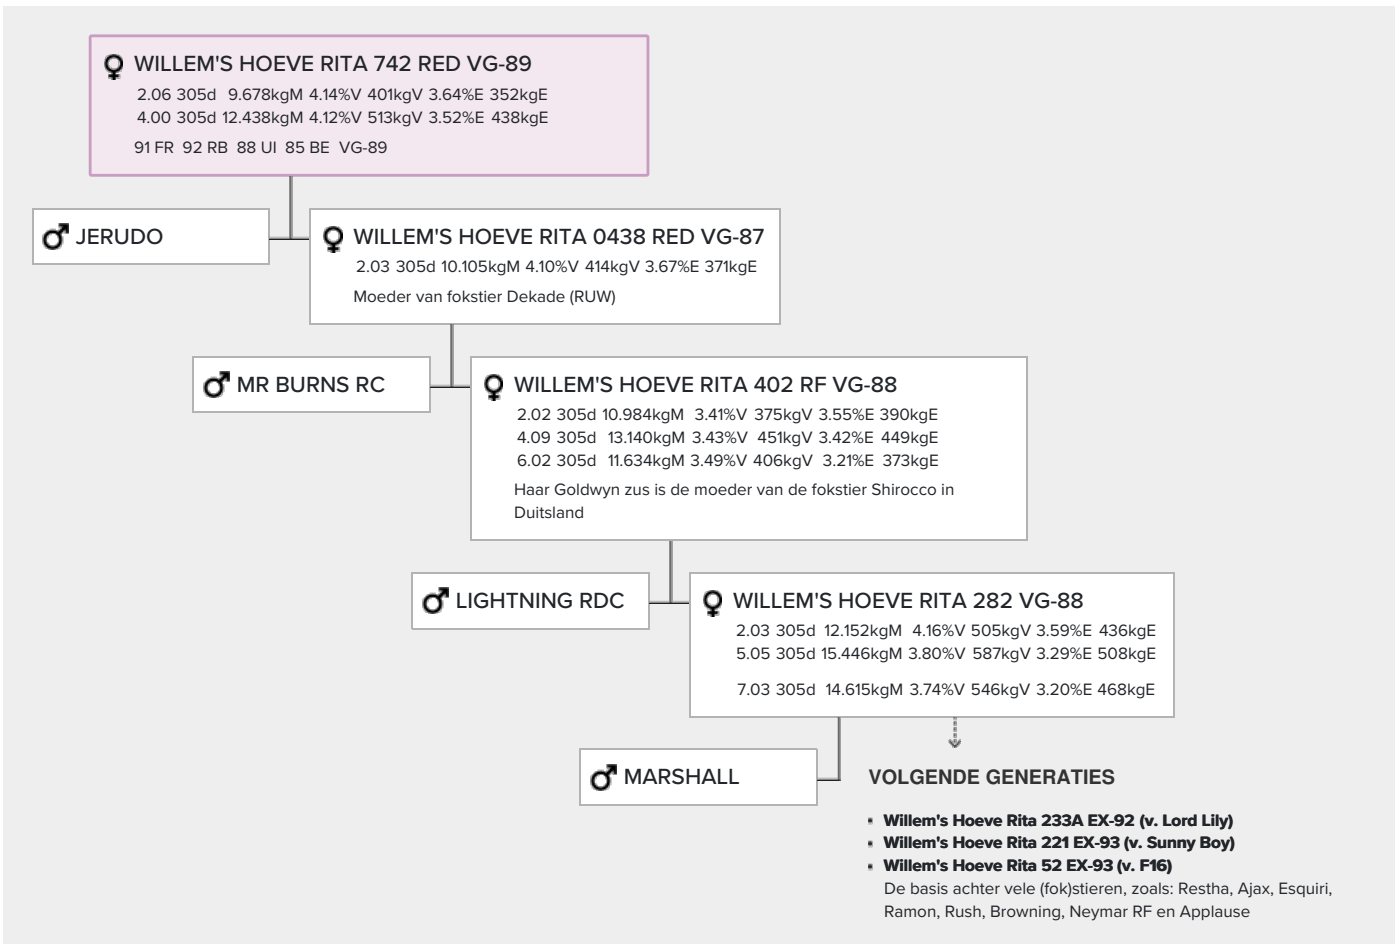 WILLEM'S HOEVE RITA 742 RED VG-89
2.06 305d 9.678kgM 4.14%V 401kgV 3.64%E 352kgE
4.00 305d 12.438kgM 4.12%V 513kgV 3.52%E 438kgE
91 FR 92 RB 88 UI 85 BE VG-89
JERUDO
WILLEM'S HOEVE RITA 0438 RED VG-87
2.03 305d 10.105kgM 4.10%V 414kgV 3.67%E 371kgE
Moeder van fokstier Dekade (RUW)
MR BURNS RC
WILLEM'S HOEVE RITA 402 RF VG-88
2.02 305d 10.984kgM 3.41%V 375kgV 3.55%E 390kgE
4.09 305d 13.140kgM 3.43%V 451kgV 3.42%E 449kgE
6.02 305d 11.634kgM 3.49%V 406kgV 3.21%E 373kgE
Haar Goldwyn zus is de moeder van de fokstier Shirocco in
Duitsland
LIGHTNING RDC
WILLEM'S HOEVE RITA 282 VG-88
2.03 305d 12.152kgM 4.16%V 505kgV 3.59%E 436kgE
5.05 305d 15.446kgM 3.80%V 587kgV 3.29%E 508kgE
7.03 305d 14.615kgM 3.74%V 546kgV 3.20%E 468kgE
MARSHALL
VOLGENDE GENERATIES
Willem's Hoeve Rita 233A EX-92 (v. Lord Lily)
Willem's Hoeve Rita 221 EX-93 (v. Sunny Boy)
Willem's Hoeve Rita 52 EX-93 (v. F16)
De basis achter vele (fok)stieren, zoals: Restha, Ajax, Esquiri,
Ramon, Rush, Browning, Neymar RF en Applause